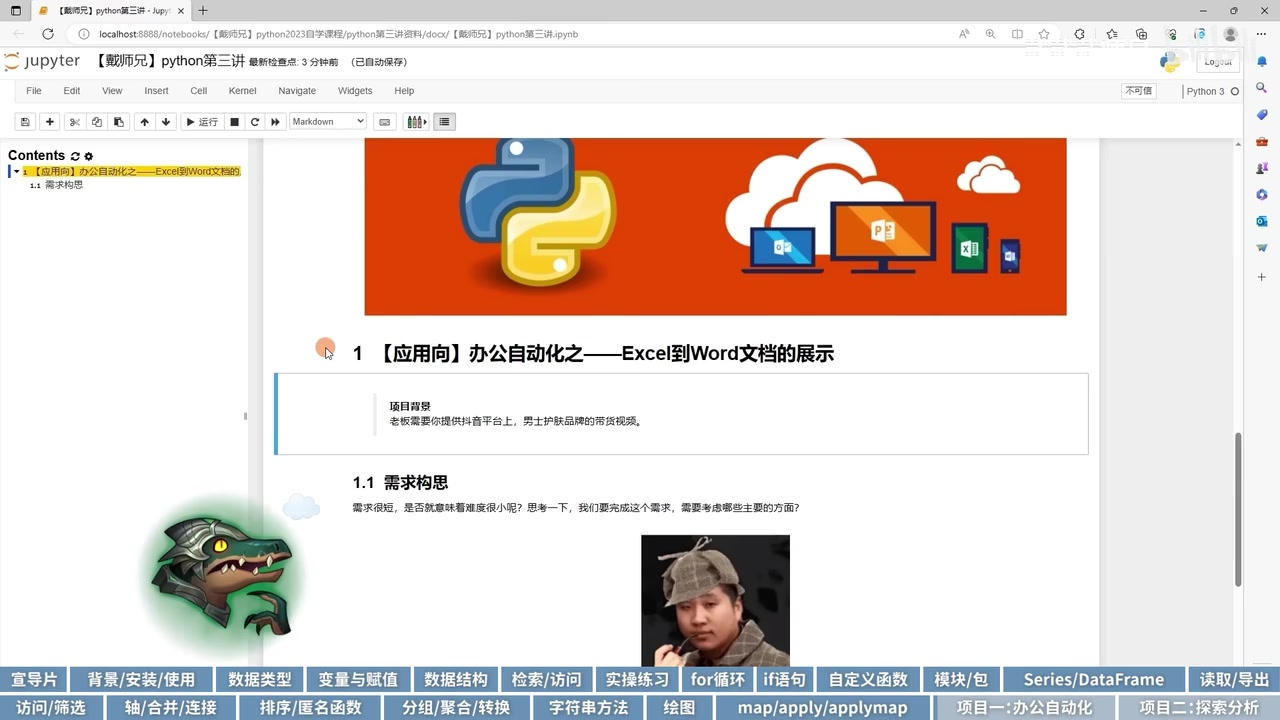 【戴师兄】python第三讲 - Jupyt
localhost:8888/notebooks/【戴师兄】python2023自学课程/python第三讲资料/docx/【戴师兄】python第三讲.ipynb
jupyter 【戴师兄】python第三讲 最新检查点: 3 分钟前 (已自动保存)
Logout
File Edit View Insert Cell Kernel Navigate Widgets Help
不可信 Python 3
运行 Markdown
Contents
1 【应用向】办公自动化之——Excel到Word文档的
1.1 需求构思
1 【应用向】办公自动化之——Excel到Word文档的展示
项目背景
老板需要你提供抖音平台上，男士护肤品牌的带货视频。
1.1 需求构思
需求很短，是否就意味着难度很小呢？思考一下，我们要完成这个需求，需要考虑哪些主要的方面？
宣导片 背景/安装/使用 数据类型 变量与赋值 数据结构 检索/访问 实操练习 for循环 if语句 自定义函数 模块/包 Series/DataFrame 读取/导出
访问/筛选 轴/合并/连接 排序/匿名函数 分组/聚合/转换 字符串方法 绘图 map/apply/applymap 项目一:办公自动化 项目二:探索分析